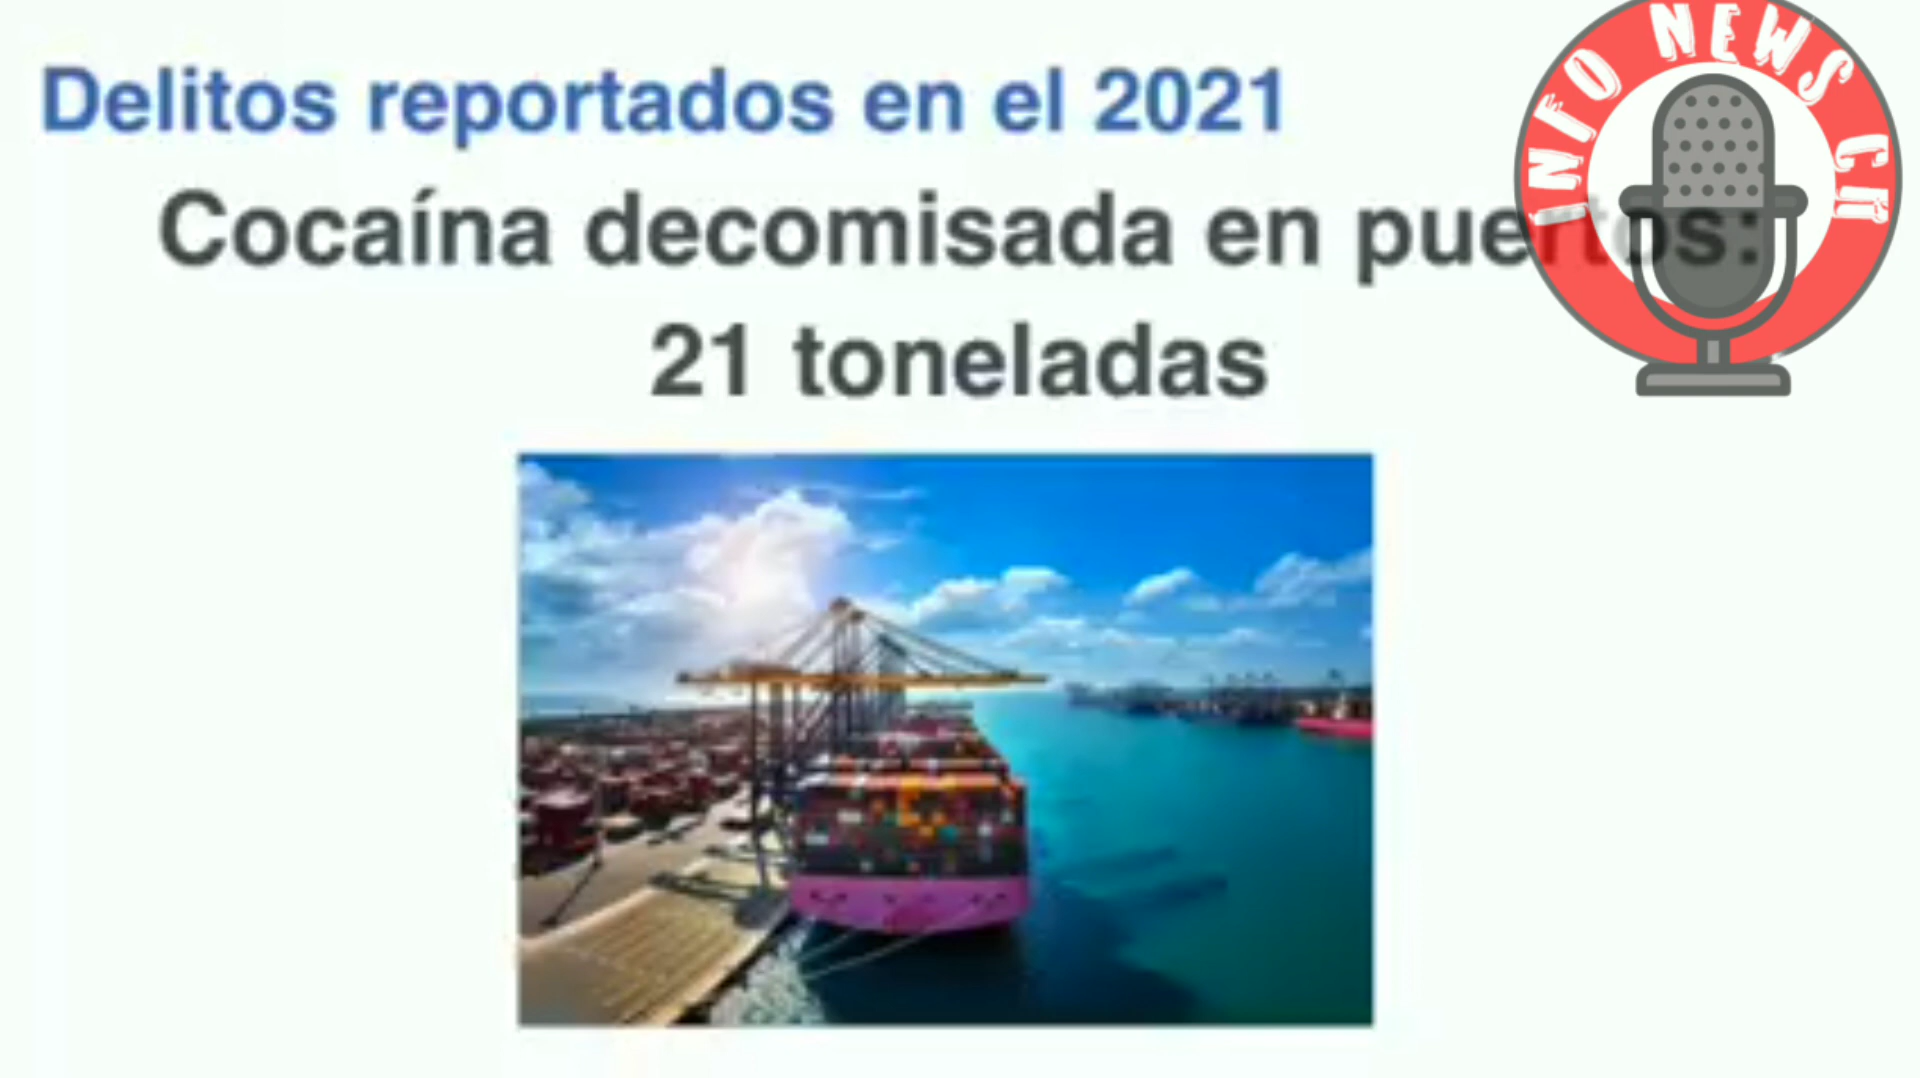 Delitos reportados en el 2021
Cocaína decomisada en puertos:
21 toneladas
INFO NEWS CR